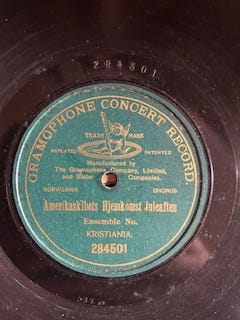 284501
GRAMOPHONE CONCERT RECORD.
TRADE MARK
PATENTED PATENTED
Manufactured by
The Gramophone Company, Limited,
and Sister Companies.
NORWEGIAN CHORUS
Amerikaskibets Hjemkomst Juleaften
Ensemble No.
KRISTIANIA.
284501